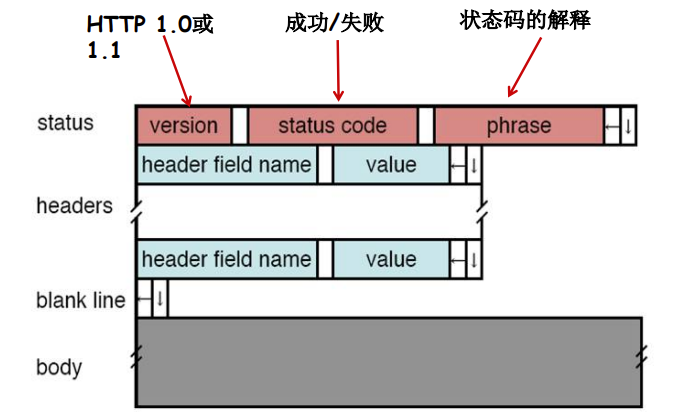 HTTP 1.0或
1.1
成功/失败
状态码的解释
status
version
status code
phrase
← ↓
header field name
value
← ↓
headers
header field name
value
← ↓
blank line
← ↓
body